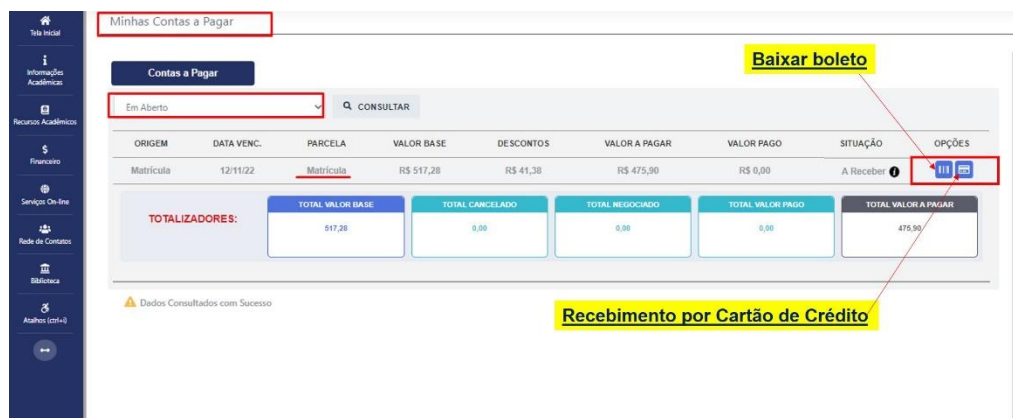 Minhas Contas a Pagar
Tela Inicial
Informações
Acadêmicas
Recursos Acadêmicos
Financeiro
Serviços On-line
Rede de Contatos
Biblioteca
Atalhos (ctrl+i)
Baixar boleto
Contas a Pagar
Em Aberto
CONSULTAR
ORIGEM DATA VENC. PARCELA VALOR BASE DESCONTOS VALOR A PAGAR VALOR PAGO SITUAÇÃO OPÇÕES
Matrícula 12/11/22 Matrícula R$ 517,28 R$ 41,38 R$ 475,90 R$ 0,00 A Receber
TOTALIZADORES:
TOTAL VALOR BASE TOTAL CANCELADO TOTAL NEGOCIADO TOTAL VALOR PAGO TOTAL VALOR A PAGAR
517,28 0,00 0,00 0,00 475,90
Dados Consultados com Sucesso
Recebimento por Cartão de Crédito